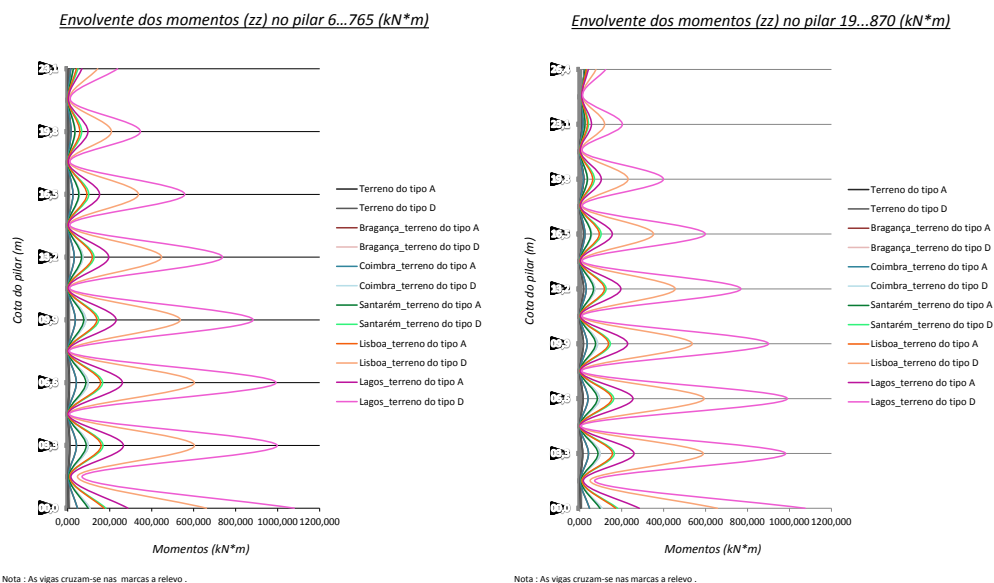 Envolvente dos momentos (zz) no pilar 6...765 (kN*m)
Cota do pilar (m)
0,000 200,000 400,000 600,000 800,000 1000,000 1200,000
Momentos (kN*m)
Terreno do tipo A
Terreno do tipo D
Bragança_terreno do tipo A
Bragança_terreno do tipo D
Coimbra_terreno do tipo A
Coimbra_terreno do tipo D
Santarém_terreno do tipo A
Santarém_terreno do tipo D
Lisboa_terreno do tipo A
Lisboa_terreno do tipo D
Lagos_terreno do tipo A
Lagos_terreno do tipo D
Nota : As vigas cruzam-se nas marcas a relevo .
Envolvente dos momentos (zz) no pilar 19...870 (kN*m)
Cota do pilar (m)
0,000 200,000 400,000 600,000 800,000 1000,000 1200,000
Momentos (kN*m)
Terreno do tipo A
Terreno do tipo D
Bragança_terreno do tipo A
Bragança_terreno do tipo D
Coimbra_terreno do tipo A
Coimbra_terreno do tipo D
Santarém_terreno do tipo A
Santarém_terreno do tipo D
Lisboa_terreno do tipo A
Lisboa_terreno do tipo D
Lagos_terreno do tipo A
Lagos_terreno do tipo D
Nota : As vigas cruzam-se nas marcas a relevo .